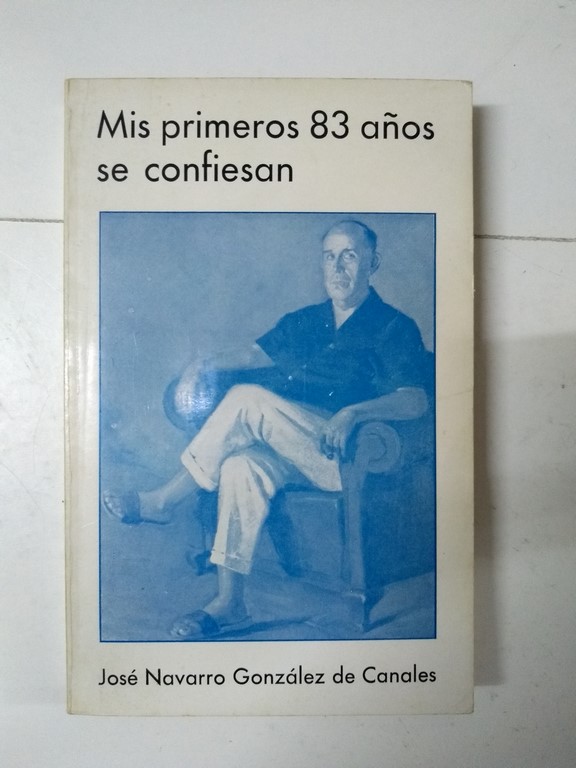 Mis primeros 83 años
se confiesan
José Navarro González de Canales